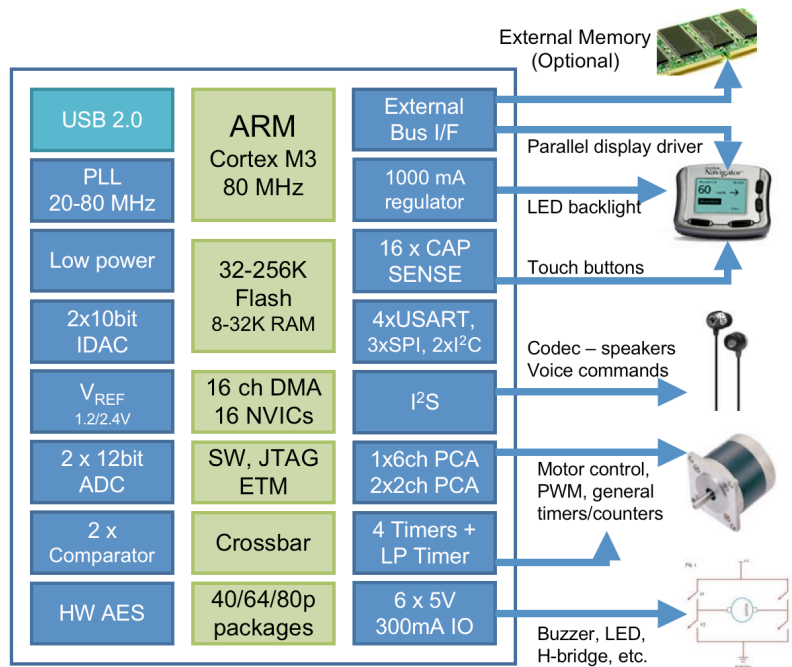 External Memory
(Optional)
USB 2.0
ARM
Cortex M3
80 MHz
External
Bus I/F
Parallel display driver
PLL
20-80 MHz
1000 mA
regulator
LED backlight
Navigator
60
Low power
32-256K
Flash
8-32K RAM
16 x CAP
SENSE
Touch buttons
2x10bit
IDAC
4xUSART,
3xSPI, 2xI²C
Codec – speakers
Voice commands
VREF
1.2/2.4V
16 ch DMA
16 NVICs
I²S
2 x 12bit
ADC
SW, JTAG
ETM
1x6ch PCA
2x2ch PCA
Motor control,
PWM, general
timers/counters
2 x
Comparator
Crossbar
4 Timers +
LP Timer
HW AES
40/64/80p
packages
6 x 5V
300mA IO
Buzzer, LED,
H-bridge, etc.
Fig. 1